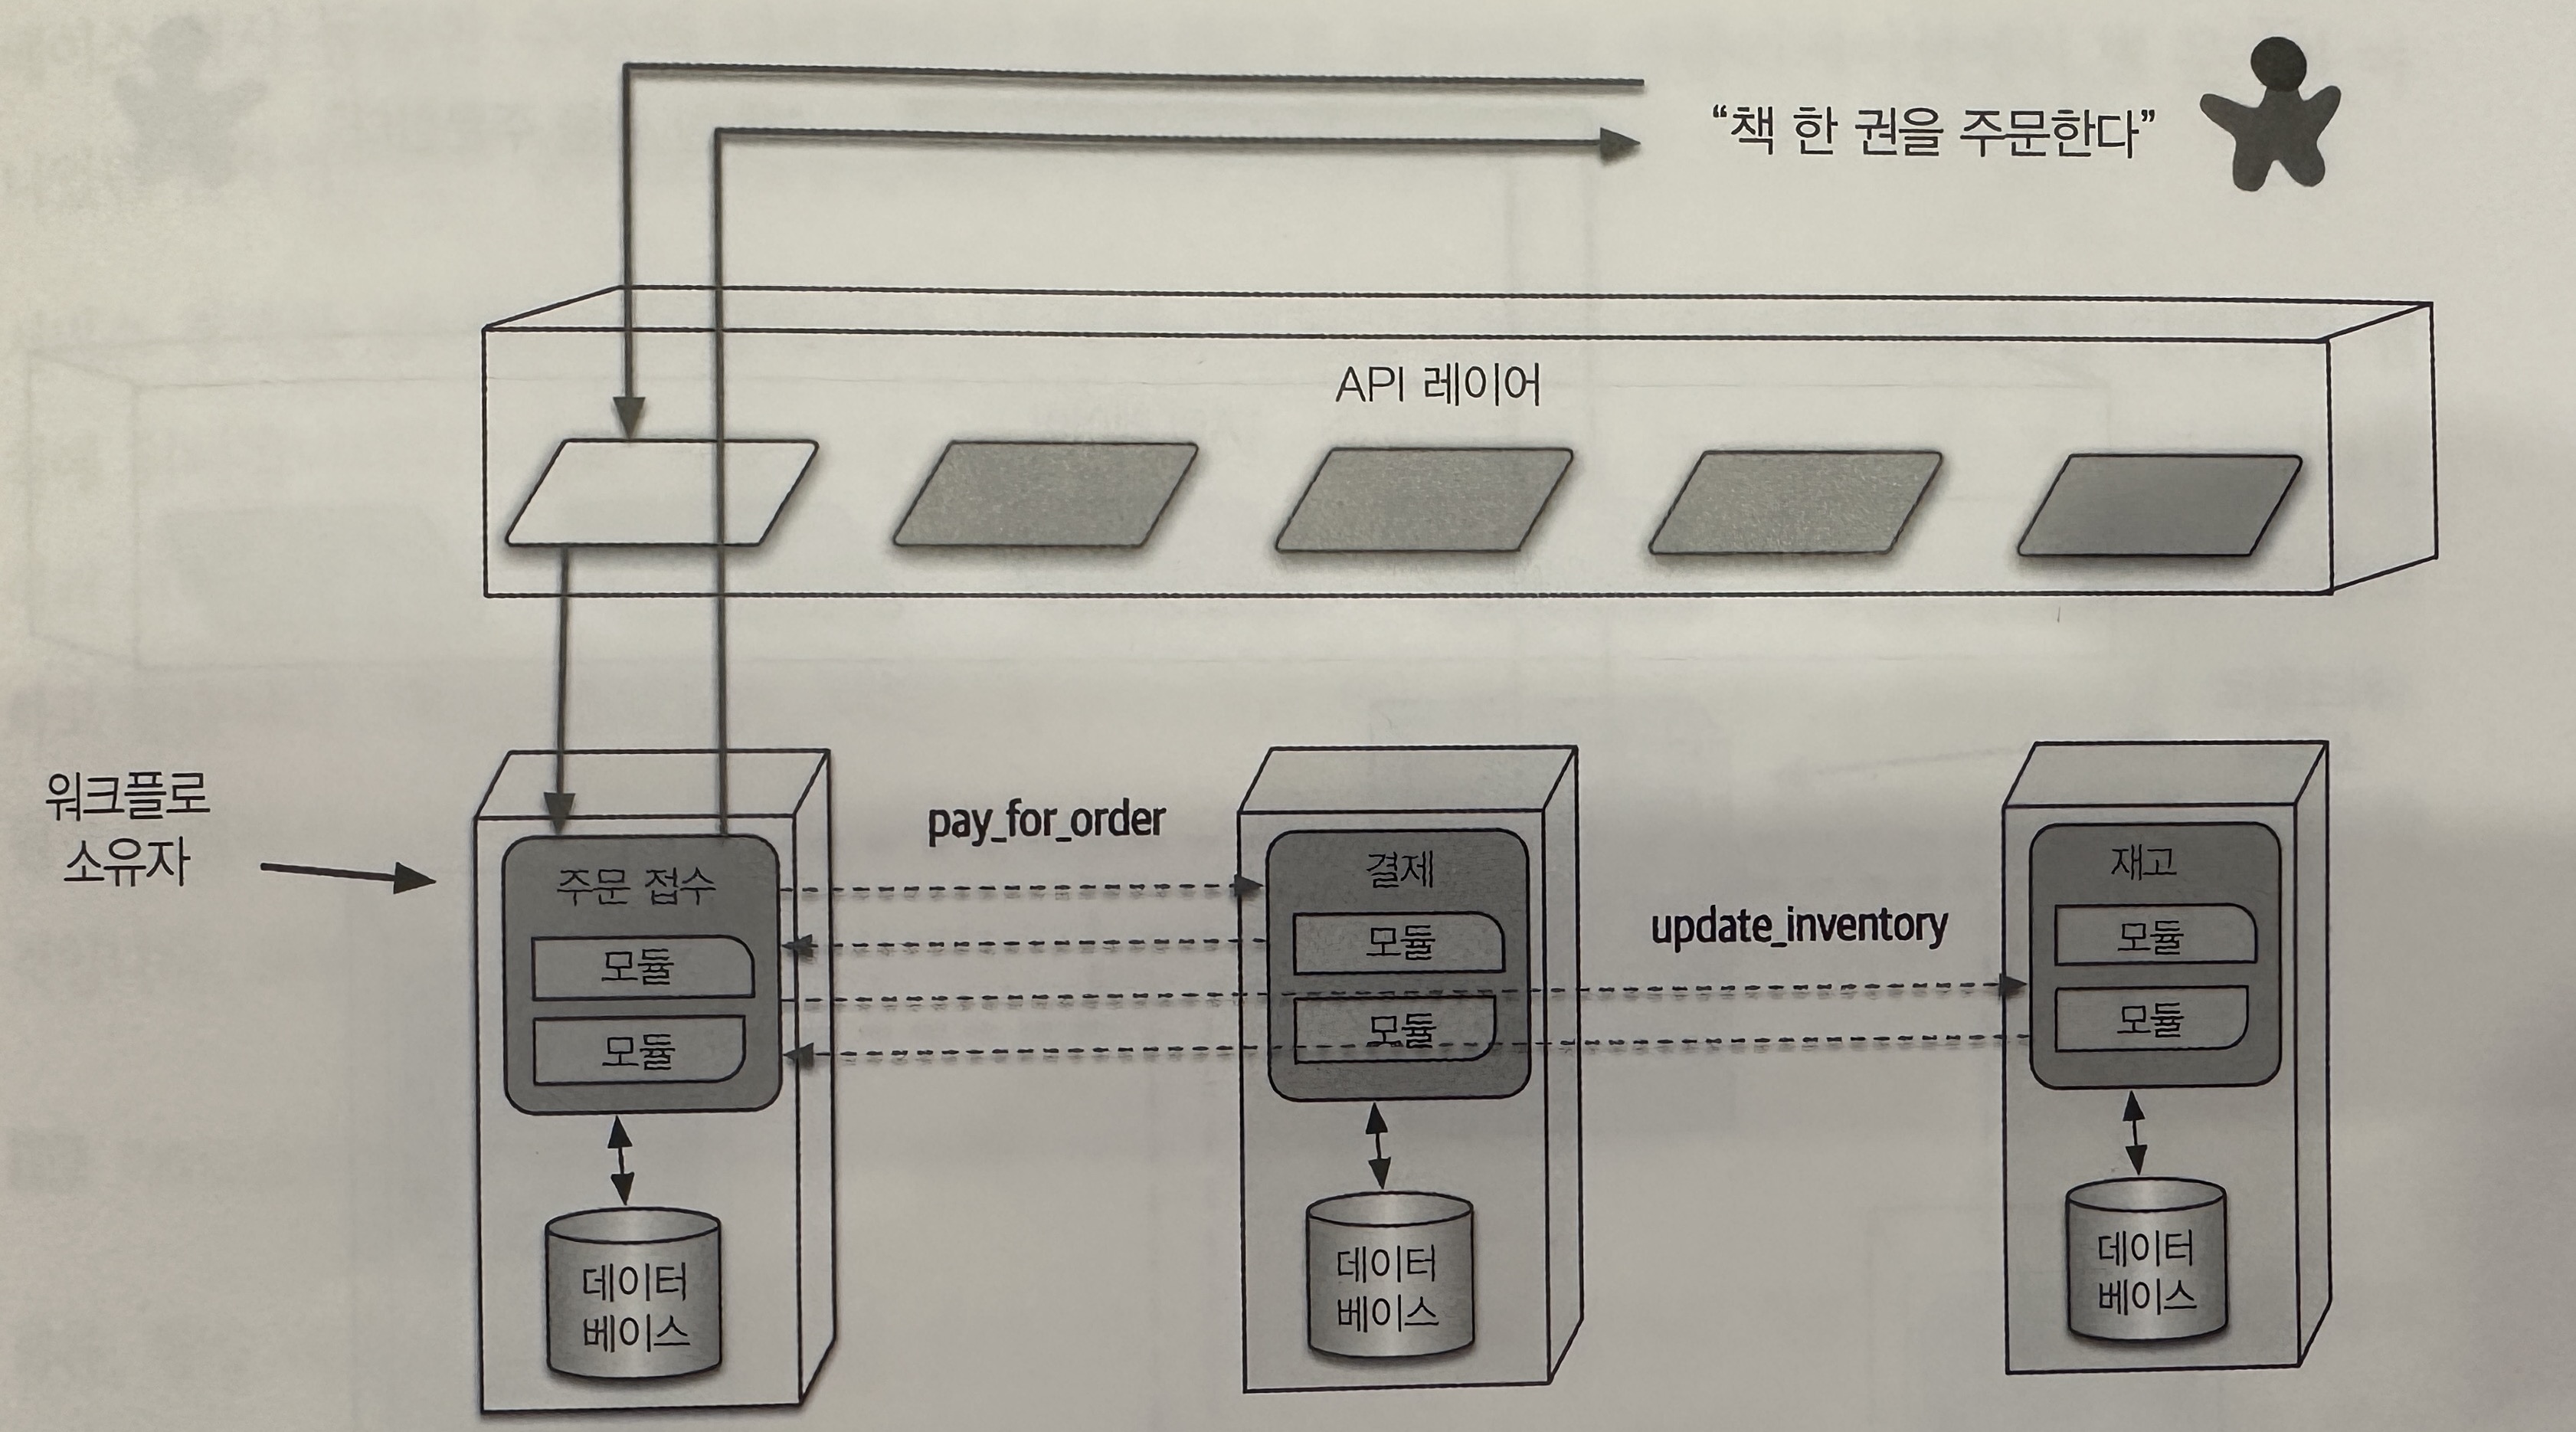 “책 한 권을 주문한다”
API 레이어
워크플로
소유자
pay_for_order
update_inventory
주문 접수
모듈
모듈
데이터
베이스
결제
모듈
모듈
데이터
베이스
재고
모듈
모듈
데이터
베이스